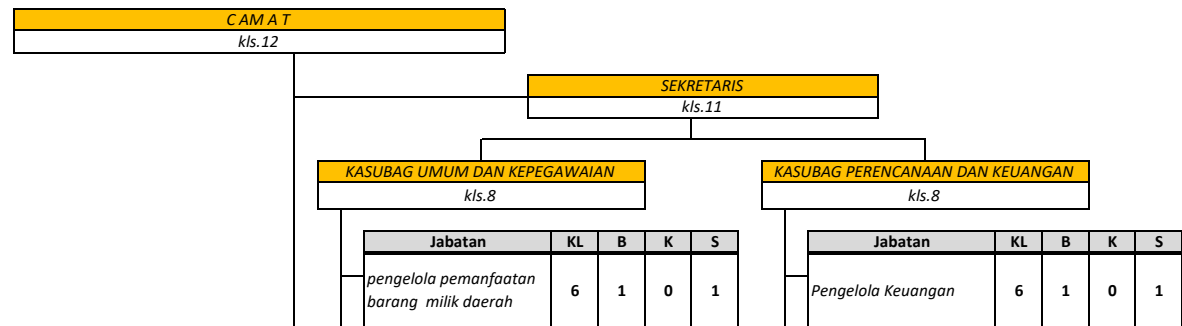 C AM A T
kls.12
SEKRETARIS
kls.11
KASUBAG UMUM DAN KEPEGAWAIAN
kls.8
KASUBAG PERENCANAAN DAN KEUANGAN
kls.8
Jabatan KL B K S
pengelola pemanfaatan
barang milik daerah
6 1 0 1
Jabatan KL B K S
Pengelola Keuangan 6 1 0 1